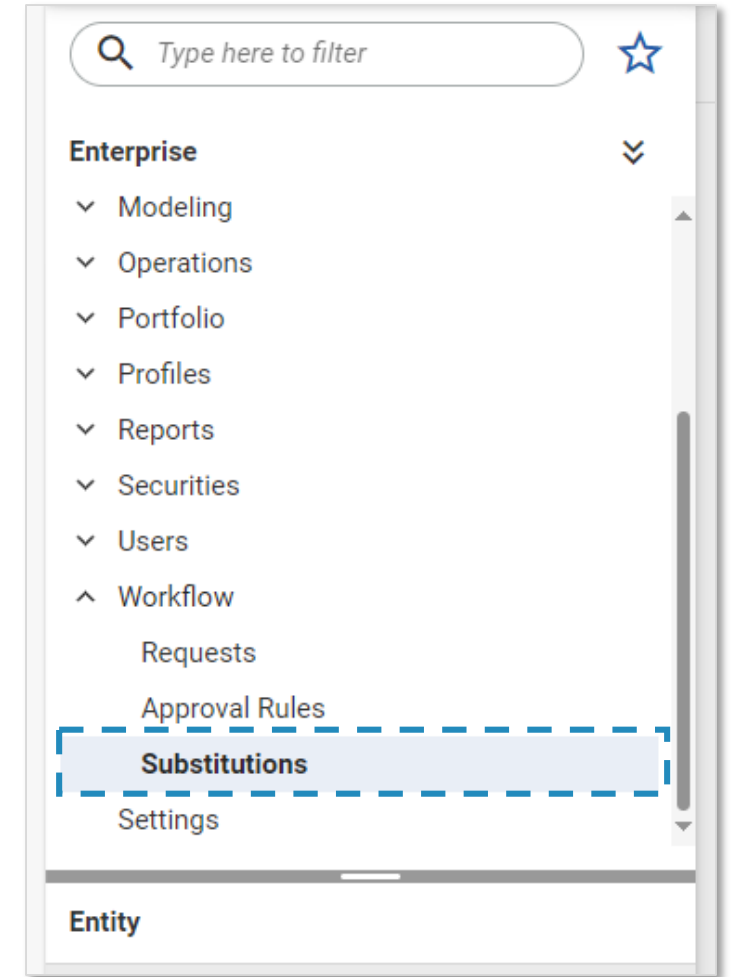 Type here to filter
Enterprise
Modeling
Operations
Portfolio
Profiles
Reports
Securities
Users
Workflow
Requests
Approval Rules
Substitutions
Settings
Entity